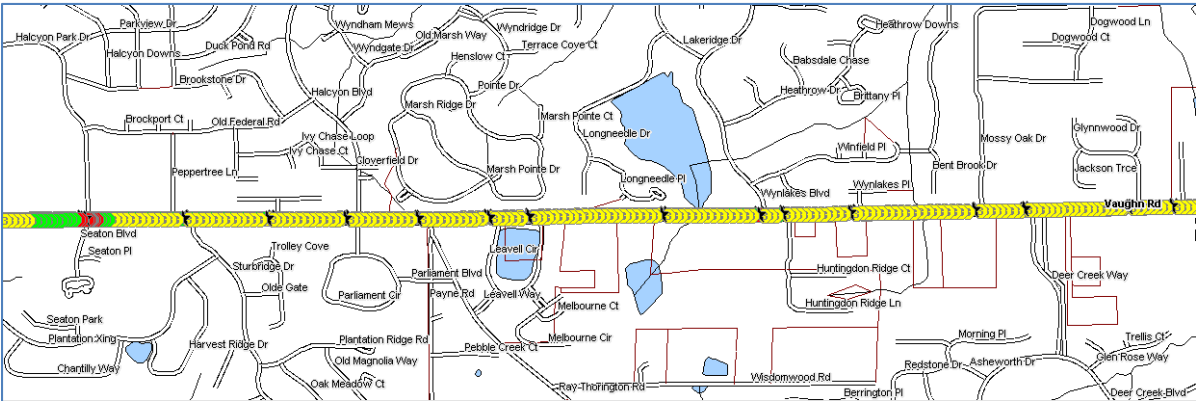 Parkview Dr
Wyndham Mews
Wyndridge Dr
Heathrow Downs
Dogwood Ln
Halcyon Park Dr
Old Marsh Way
Lakeridge Dr
Dogwood Ct
Halcyon Downs
Duck Pond Rd
Wyndgate Dr
Terrace Cove Ct
Henslow Ct
Babsdale Chase
Brookstone Dr
Halcyon Blvd
Pointe Dr
Heathrow Dr
Brittany Pl
Marsh Ridge Dr
Brockport Ct
Old Federal Rd
Marsh Pointe Ct
Glynnwood Dr
Ivy Chase Loop
Longneedle Dr
Mossy Oak Dr
Ivy Chase Ct
Winfield Pl
Cloverfield Dr
Bent Brook Dr
Peppertree Ln
Marsh Pointe Dr
Jackson Trce
Longneedle Pl
Wynlakes Blvd
Wynlakes Pl
Vaughn Rd
Seaton Blvd
Seaton Pl
Trolley Cove
Leavell Cir
Sturbridge Dr
Parliament Blvd
Huntingdon Ridge Ct
Deer Creek Way
Olde Gate
Parliament Cir
Payne Rd
Leavell Way
Huntingdon Ridge Ln
Melbourne Ct
Seaton Park
Plantation Xing
Harvest Ridge Dr
Plantation Ridge Rd
Melbourne Cir
Morning Pl
Trellis Ct
Pebble Creek Ct
Old Magnolia Way
Glen Rose Way
Chantilly Way
Redstone Dr
Asheworth Dr
Oak Meadow Ct
Ray Thorington Rd
Wisdomwood Rd
Berrington Pl
Deer Creek Blvd